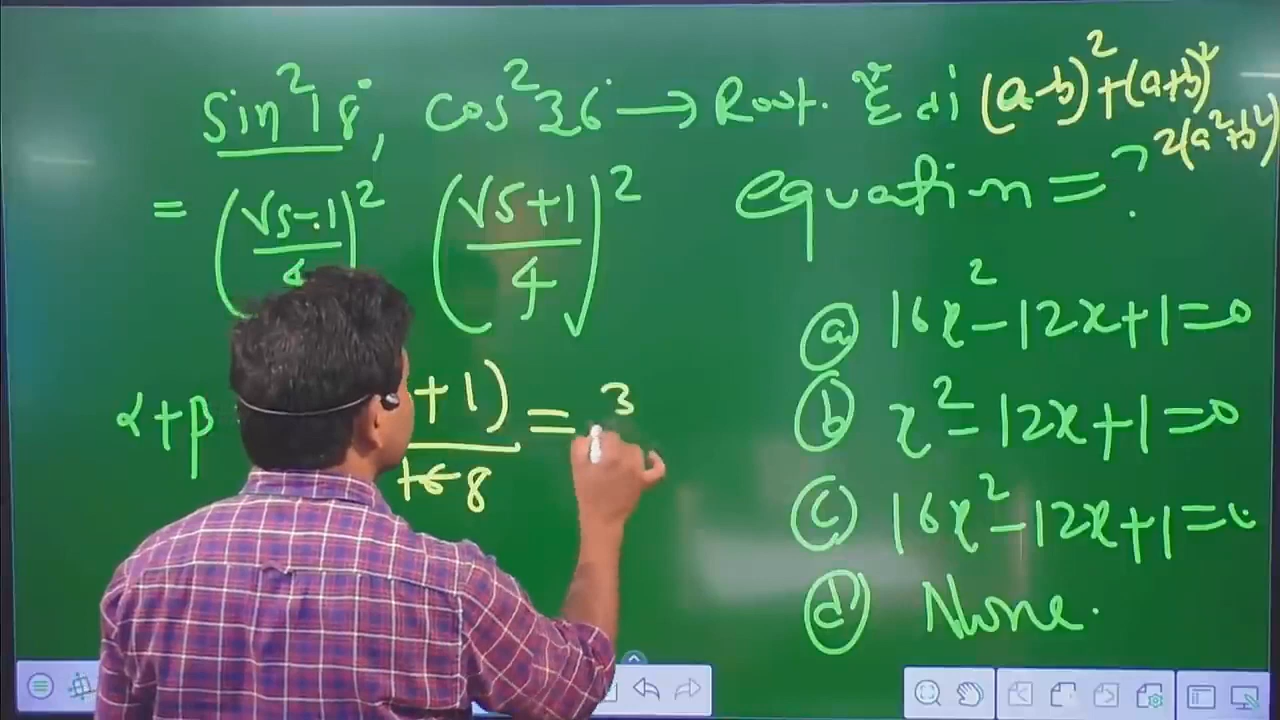 sin²18°, cos²36° → Root. ξ di
(a-b)²+(a+b)²
2(a²+b²)
equation = ?
= (√5-1/4)² (√5+1/4)²
α+β +1)/16 8 = 3
(a) 16x²-12x+1=0
(b) x²-12x+1=0
(c) 16x²-12x+1=0
(d) None.